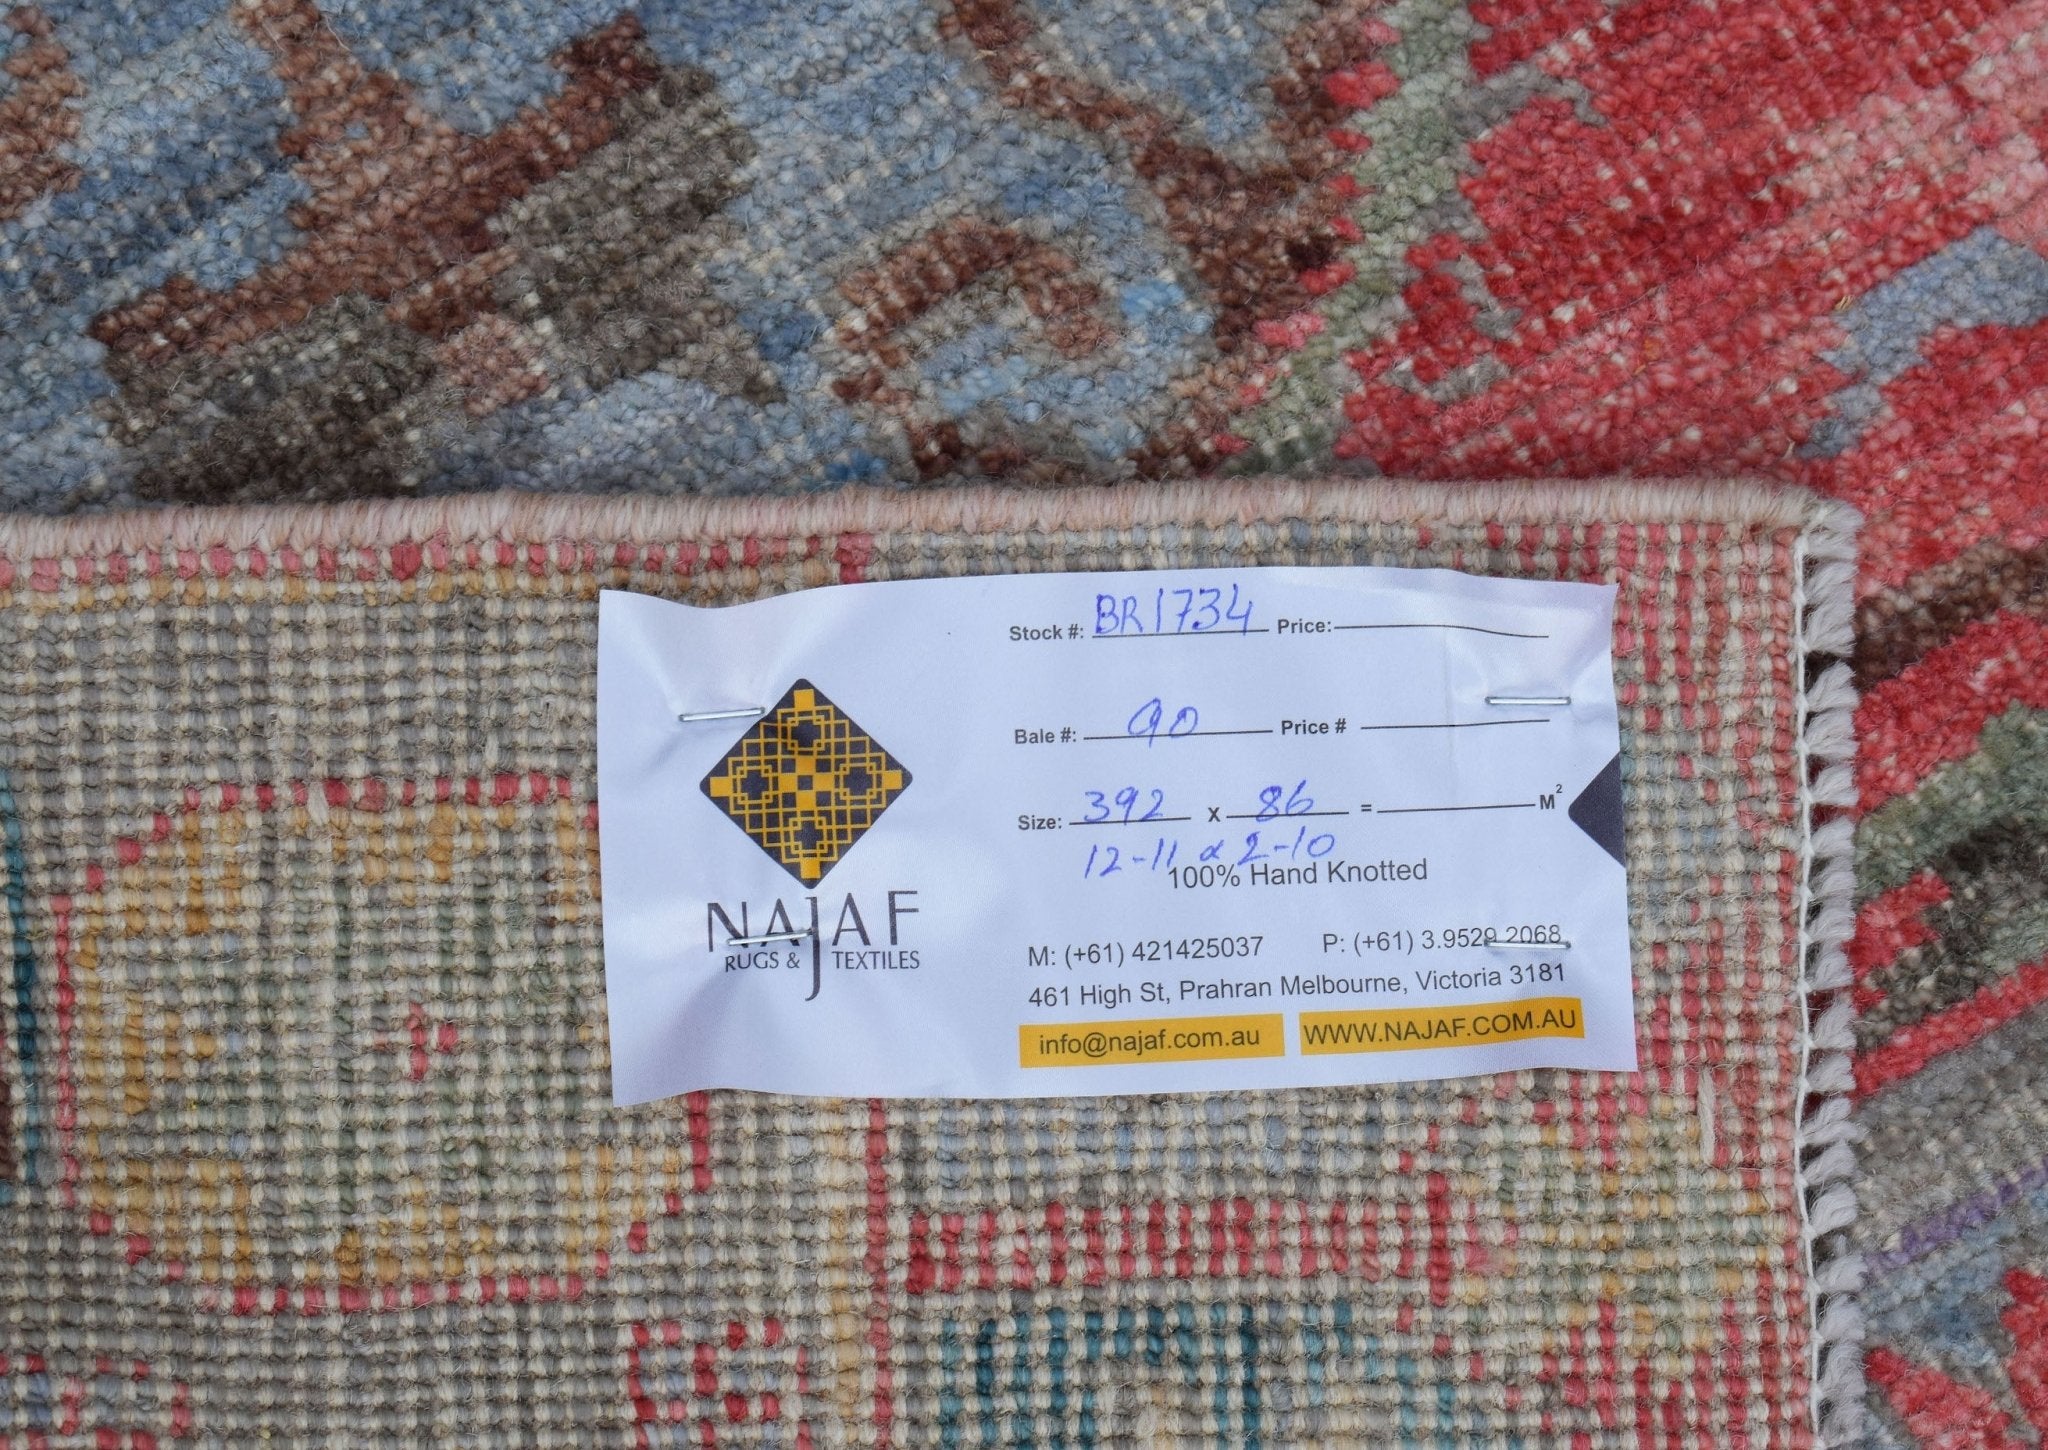 Stock #: BR1734 Price:
Bale #: 90 Price #
Size: 392 x 86 = M²
12-11 x 2-10
100% Hand Knotted
NAJAF
RUGS & TEXTILES
M: (+61) 421425037 P: (+61) 3.9529 2068
461 High St, Prahran Melbourne, Victoria 3181
info@najaf.com.au WWW.NAJAF.COM.AU